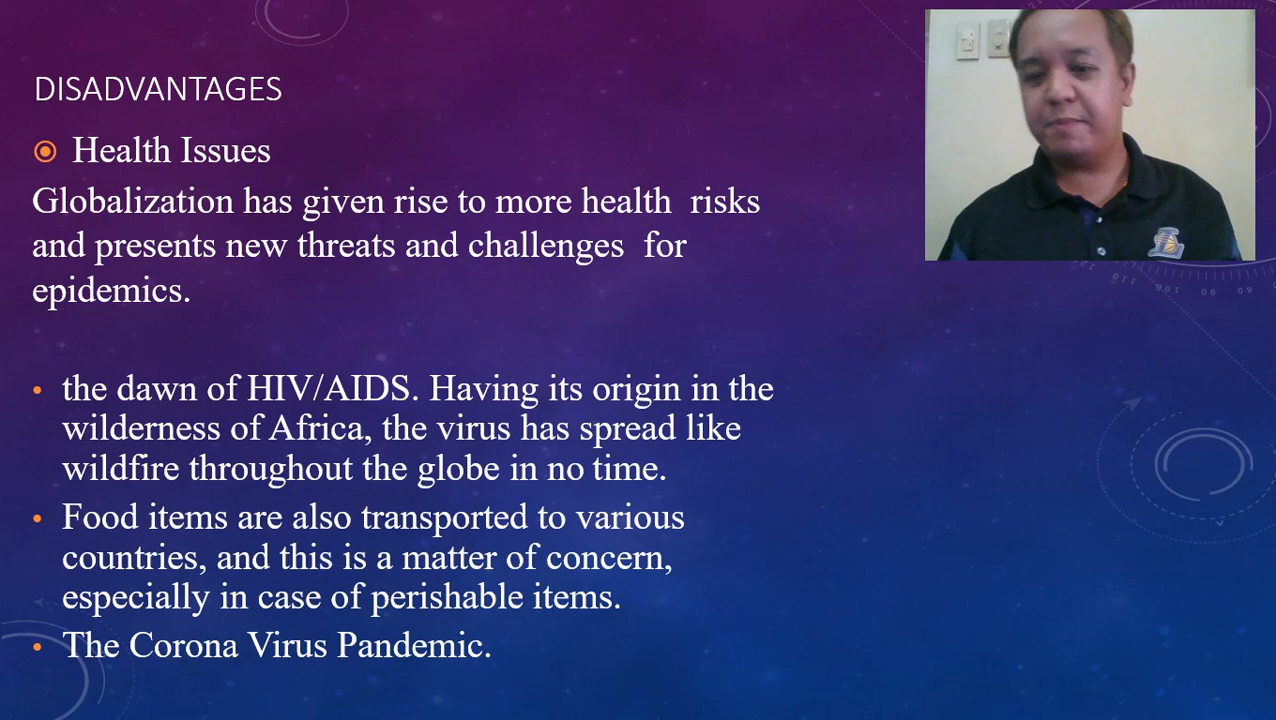 DISADVANTAGES
Health Issues
Globalization has given rise to more health  risks
and presents new threats and challenges  for
epidemics.
• the dawn of HIV/AIDS. Having its origin in the
wilderness of Africa, the virus has spread like
wildfire throughout the globe in no time.
• Food items are also transported to various
countries, and this is a matter of concern,
especially in case of perishable items.
• The Corona Virus Pandemic.